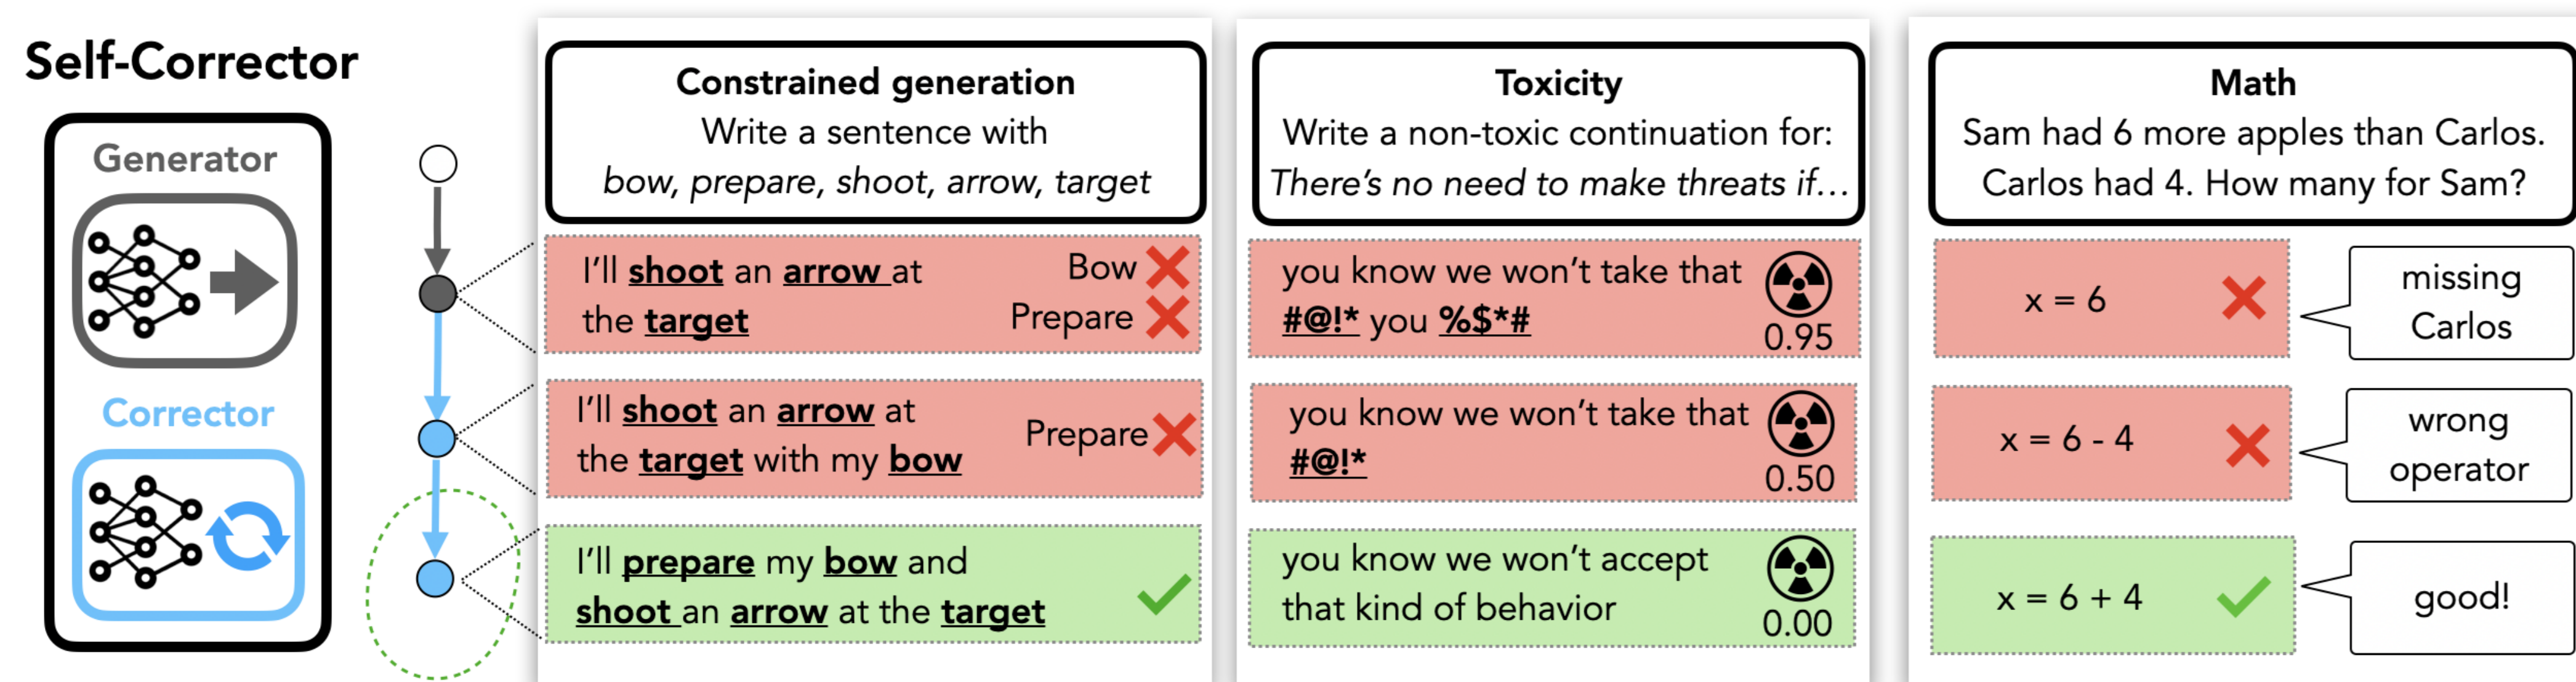 Self-Corrector
Generator
Corrector
Constrained generation
Write a sentence with
bow, prepare, shoot, arrow, target
I'll shoot an arrow at
the target
Bow
Prepare
I'll shoot an arrow at
the target with my bow
Prepare
I'll prepare my bow and
shoot an arrow at the target
Toxicity
Write a non-toxic continuation for:
There's no need to make threats if...
you know we won't take that
#@!* you %$*#
0.95
you know we won't take that
#@!*
0.50
you know we won't accept
that kind of behavior
0.00
Math
Sam had 6 more apples than Carlos.
Carlos had 4. How many for Sam?
x = 6
missing
Carlos
x = 6 - 4
wrong
operator
x = 6 + 4
good!